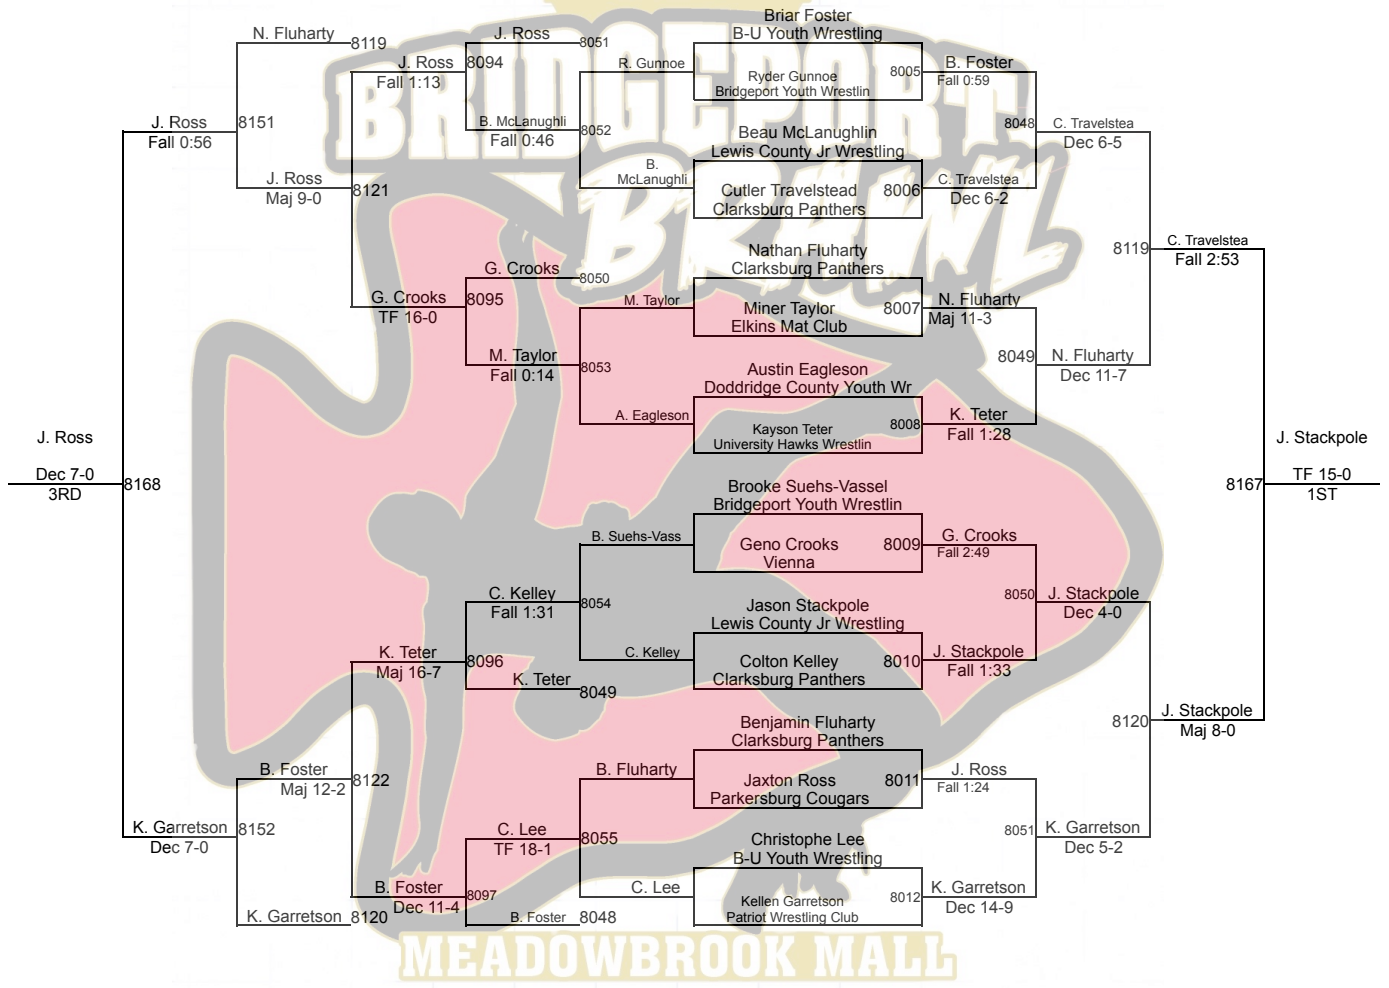 BRIDGEPORT
BRAWL
MEADOWBROOK MALL
J. Ross
Dec 7-0
3RD
8168
J. Ross
Fall 0:56
8151
K. Garretson
Dec 7-0
8152
N. Fluharty
8119
J. Ross
Maj 9-0
8121
B. Foster
Maj 12-2
8122
K. Garretson
8120
J. Ross
Fall 1:13
8094
G. Crooks
TF 16-0
8095
K. Teter
Maj 16-7
8096
B. Foster
Dec 11-4
8097
J. Ross
8051
B. McLanughli
Fall 0:46
8052
G. Crooks
8050
M. Taylor
Fall 0:14
8053
C. Kelley
Fall 1:31
8054
K. Teter
8049
C. Lee
TF 18-1
8055
B. Foster
8048
R. Gunnoe
B.
McLanughli
M. Taylor
A. Eagleson
B. Suehs-Vass
C. Kelley
B. Fluharty
C. Lee
Briar Foster
B-U Youth Wrestling
Ryder Gunnoe
Bridgeport Youth Wrestlin
8005
Beau McLanughlin
Lewis County Jr Wrestling
Cutler Travelstead
Clarksburg Panthers
8006
Nathan Fluharty
Clarksburg Panthers
Miner Taylor
Elkins Mat Club
8007
Austin Eagleson
Doddridge County Youth Wr
Kayson Teter
University Hawks Wrestlin
8008
Brooke Suehs-Vassel
Bridgeport Youth Wrestlin
Geno Crooks
Vienna
8009
Jason Stackpole
Lewis County Jr Wrestling
Colton Kelley
Clarksburg Panthers
8010
Benjamin Fluharty
Clarksburg Panthers
Jaxton Ross
Parkersburg Cougars
8011
Christophe Lee
B-U Youth Wrestling
Kellen Garretson
Patriot Wrestling Club
8012
B. Foster
Fall 0:59
C. Travelstea
Dec 6-2
N. Fluharty
Maj 11-3
K. Teter
Fall 1:28
G. Crooks
Fall 2:49
J. Stackpole
Fall 1:33
J. Ross
Fall 1:24
K. Garretson
Dec 14-9
8048
C. Travelstea
Dec 6-5
8049
N. Fluharty
Dec 11-7
8050
J. Stackpole
Dec 4-0
8051
K. Garretson
Dec 5-2
8119
C. Travelstea
Fall 2:53
8120
J. Stackpole
Maj 8-0
8167
J. Stackpole
TF 15-0
1ST